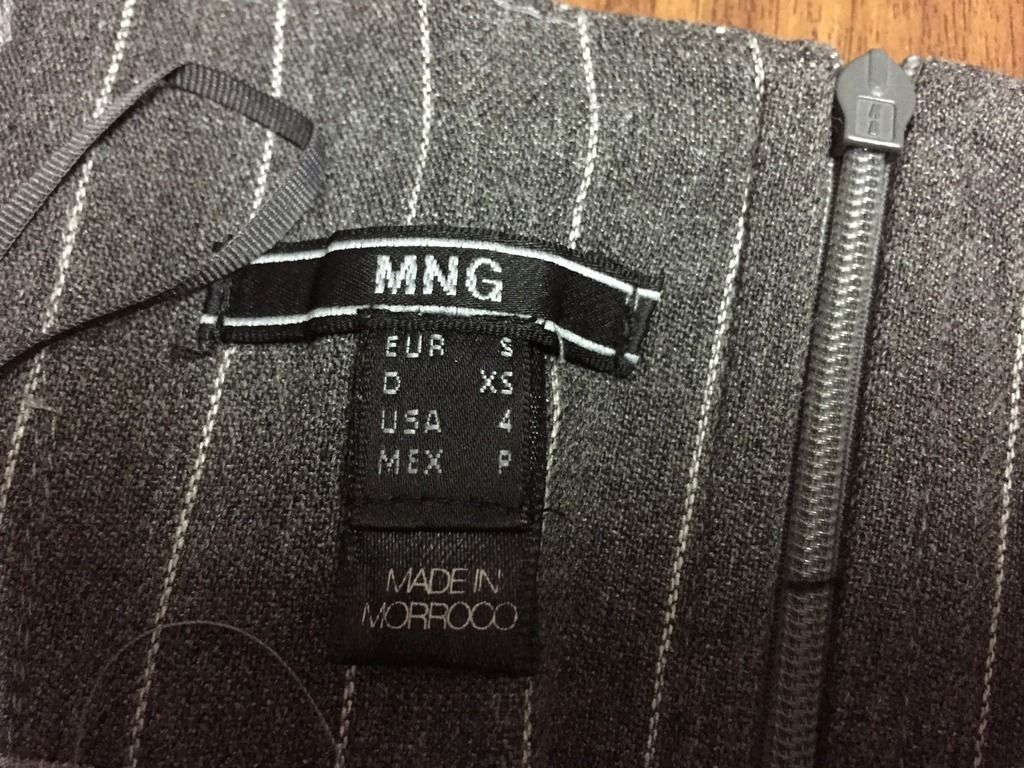 MNG
EUR S
D XS
USA 4
MEX P
MADE IN
MORROCO